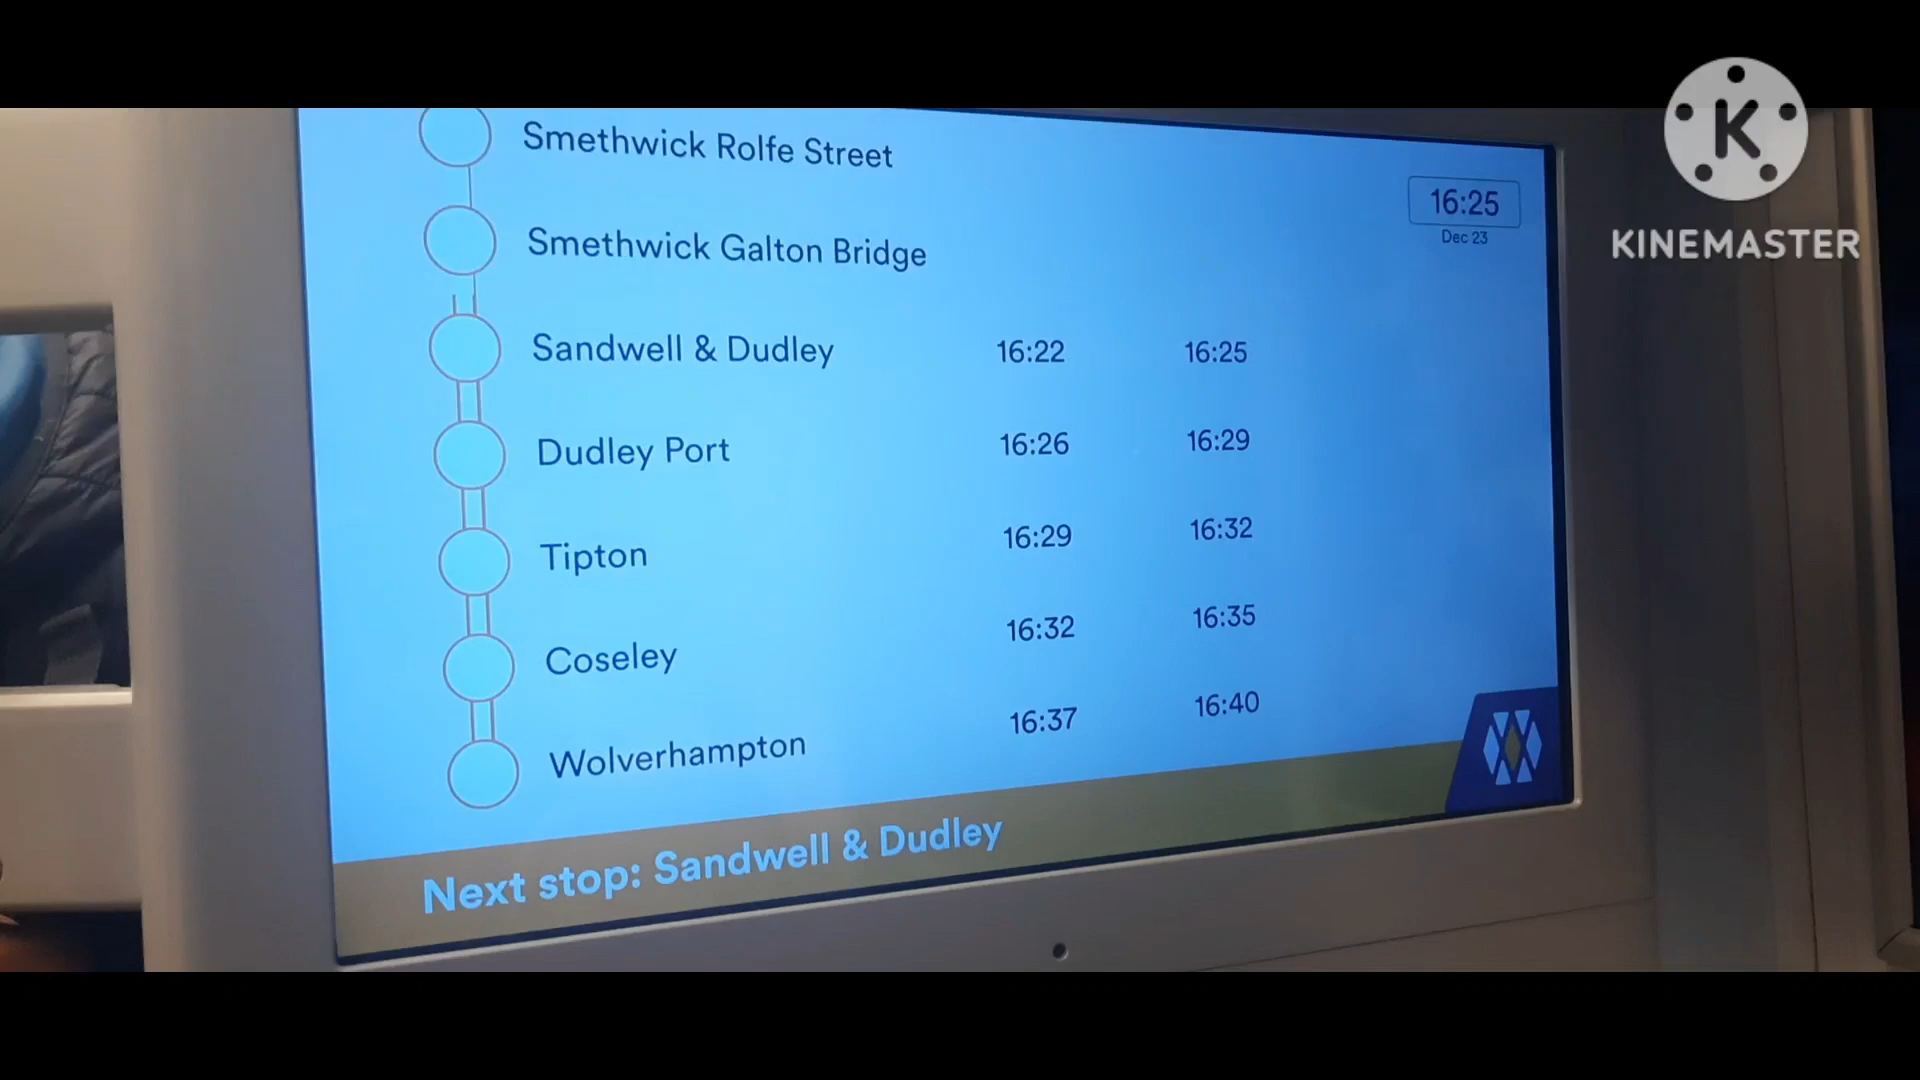 Smethwick Rolfe Street
16:25
Dec 23
Smethwick Galton Bridge
Sandwell & Dudley 16:22 16:25
Dudley Port 16:26 16:29
Tipton 16:29 16:32
Coseley 16:32 16:35
Wolverhampton 16:37 16:40
Next stop: Sandwell & Dudley
K
KINEMASTER